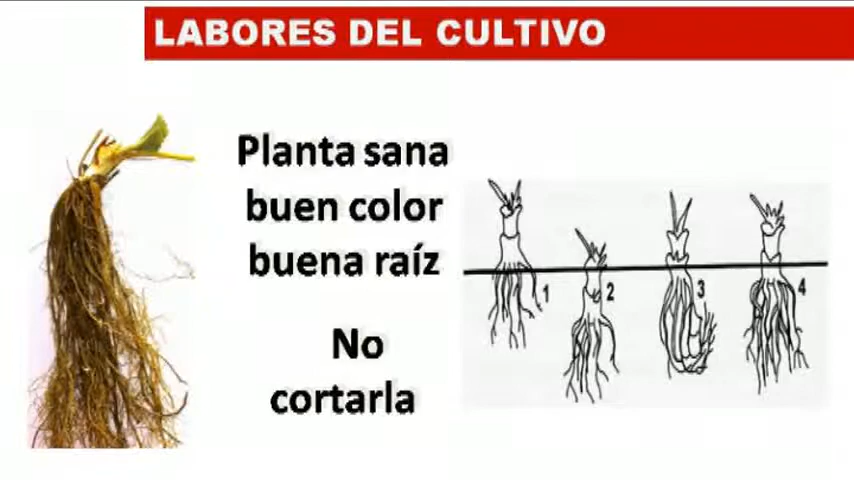 LABORES DEL CULTIVO
Planta sana
buen color
buena raíz
No
cortarla
1
2
3
4